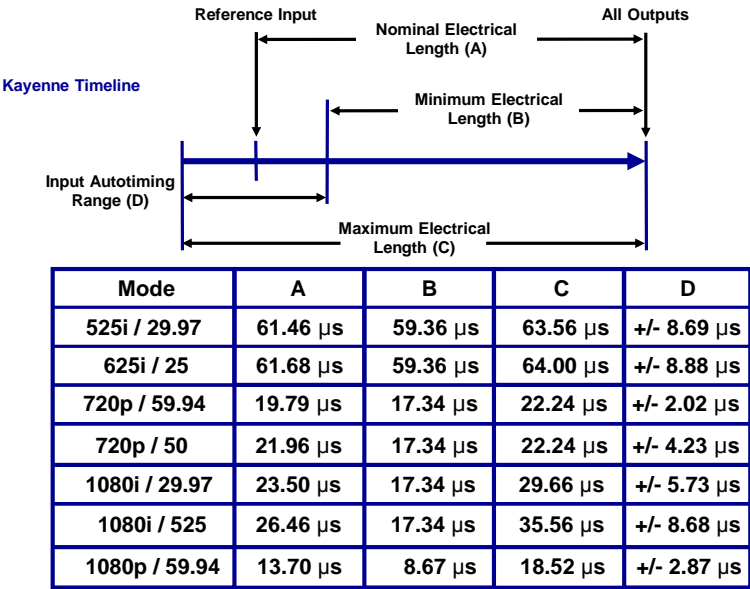 Reference Input
All Outputs
Nominal Electrical
Length (A)
Kayenne Timeline
Minimum Electrical
Length (B)
Input Autotiming
Range (D)
Maximum Electrical
Length (C)
Mode A B C D
525i / 29.97 61.46 µs 59.36 µs 63.56 µs +/- 8.69 µs
625i / 25 61.68 µs 59.36 µs 64.00 µs +/- 8.88 µs
720p / 59.94 19.79 µs 17.34 µs 22.24 µs +/- 2.02 µs
720p / 50 21.96 µs 17.34 µs 22.24 µs +/- 4.23 µs
1080i / 29.97 23.50 µs 17.34 µs 29.66 µs +/- 5.73 µs
1080i / 525 26.46 µs 17.34 µs 35.56 µs +/- 8.68 µs
1080p / 59.94 13.70 µs 8.67 µs 18.52 µs +/- 2.87 µs